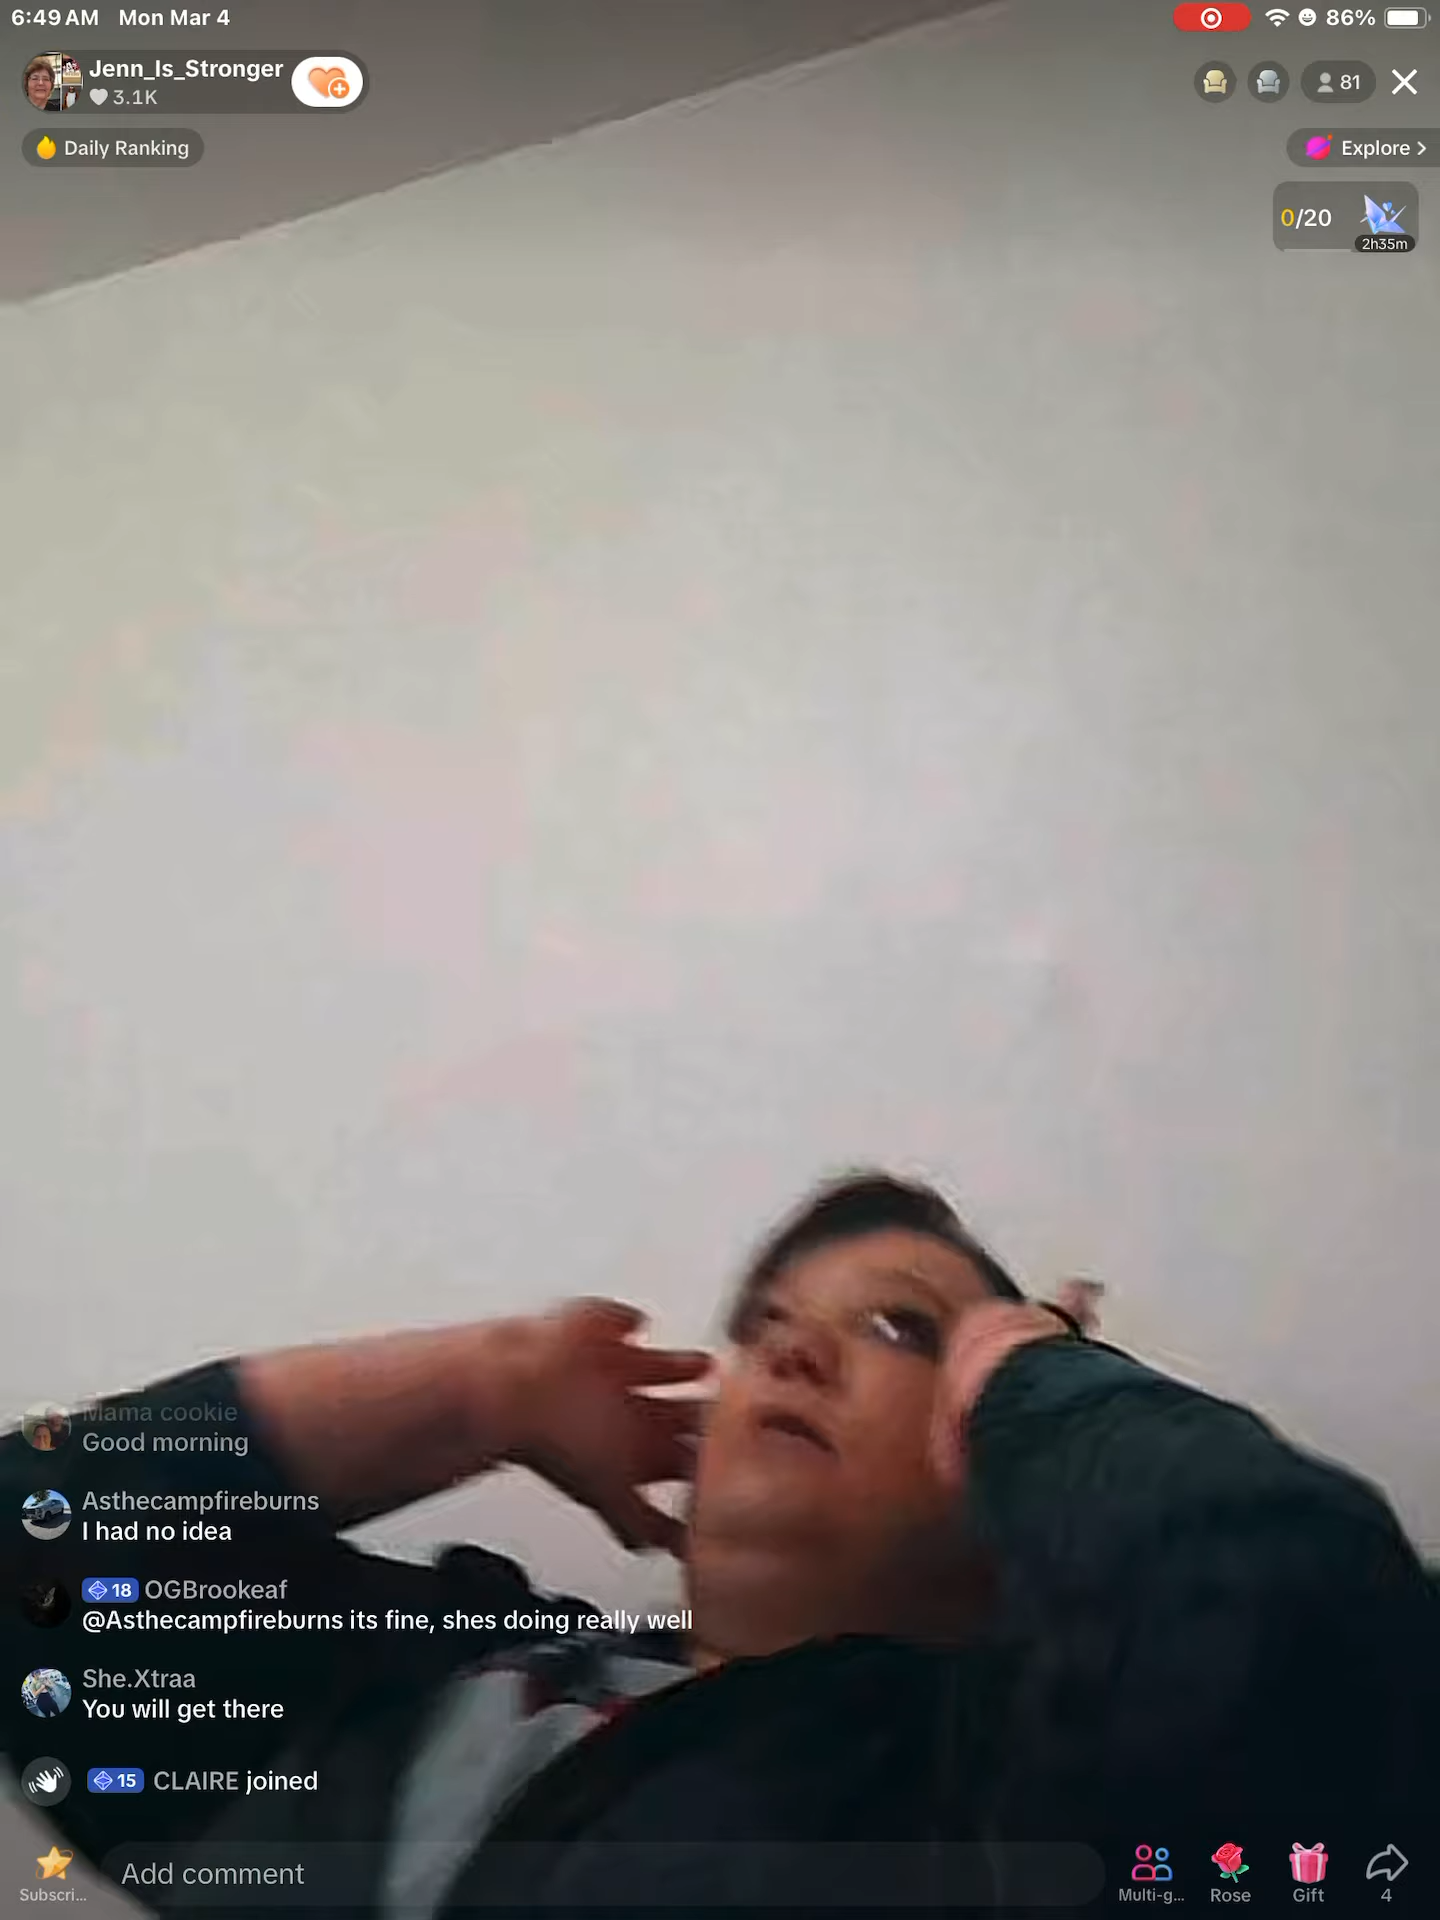 6:49 AM Mon Mar 4
86%
Jenn_Is_Stronger
3.1K
81
Daily Ranking
Explore >
0/20
2h35m
Mama cookie
Good morning
Asthecampfireburns
I had no idea
18 OGBrookeaf
@Asthecampfireburns its fine, shes doing really well
She.Xtraa
You will get there
15 CLAIRE joined
Add comment
Subscri...
Multi-g...
Rose
Gift
4